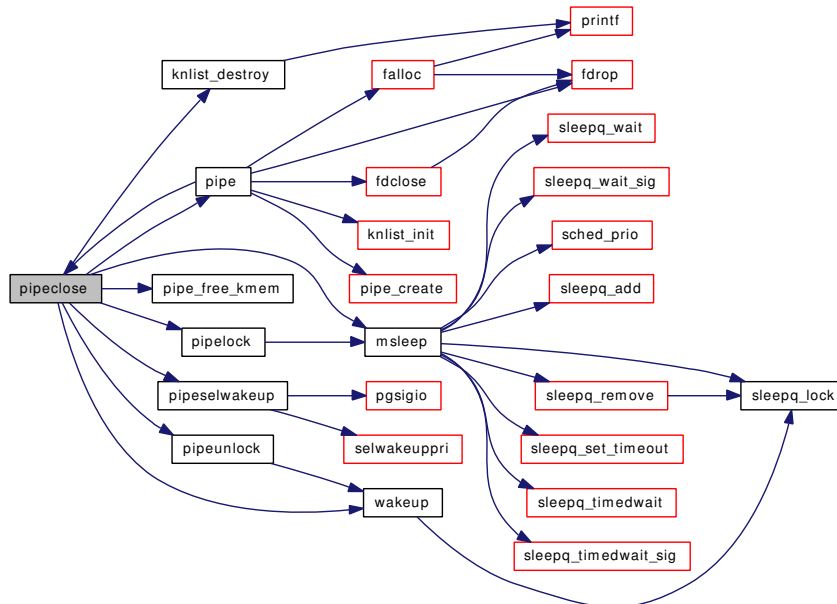 printf
knlist_destroy
falloc
fdrop
sleepq_wait
pipe
fdclose
sleepq_wait_sig
knlist_init
sched_prio
pipeclose
pipe_free_kmem
pipe_create
sleepq_add
pipelock
msleep
pipeselwakeup
pgsigio
sleepq_remove
sleepq_lock
pipeunlock
selwakeuppri
sleepq_set_timeout
wakeup
sleepq_timedwait
sleepq_timedwait_sig